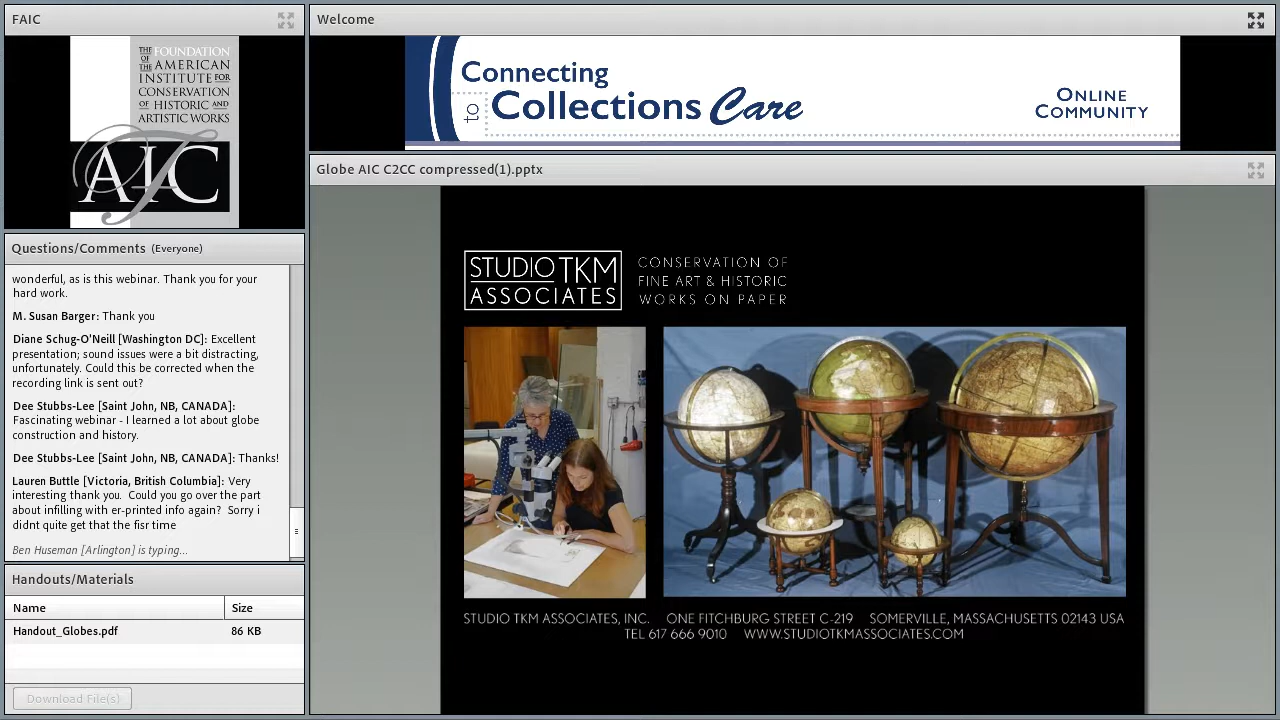 FAIC
THE FOUNDATION
OF THE AMERICAN
INSTITUTE FOR
CONSERVATION
OF HISTORIC AND
ARTISTIC WORKS
FAIC
Welcome
Connecting
to Collections Care
ONLINE
COMMUNITY
Questions/Comments (Everyone)
wonderful, as is this webinar. Thank you for your
hard work.
M. Susan Barger: Thank you
Diane Schug-O'Neill [Washington DC]: Excellent
presentation; sound issues were a bit distracting,
unfortunately. Could this be corrected when the
recording link is sent out?
Dee Stubbs-Lee [Saint John, NB, CANADA]:
Fascinating webinar - I learned a lot about globe
construction and history.
Dee Stubbs-Lee [Saint John, NB, CANADA]: Thanks!
Lauren Buttle [Victoria, British Columbia]: Very
interesting thank you. Could you go over the part
about infilling with er-printed info again? Sorry i
didnt quite get that the fisr time
Ben Huseman [Arlington] is typing...
Handouts/Materials
Name Size
Handout_Globes.pdf 86 KB
Download File(s)
Globe AIC C2CC compressed(1).pptx
STUDIO TKM
ASSOCIATES
CONSERVATION OF
FINE ART & HISTORIC
WORKS ON PAPER
STUDIO TKM ASSOCIATES, INC. ONE FITCHBURG STREET C-219 SOMERVILLE, MASSACHUSETTS 02143 USA
TEL 617 666 9010 WWW.STUDIOTKMASSOCIATES.COM